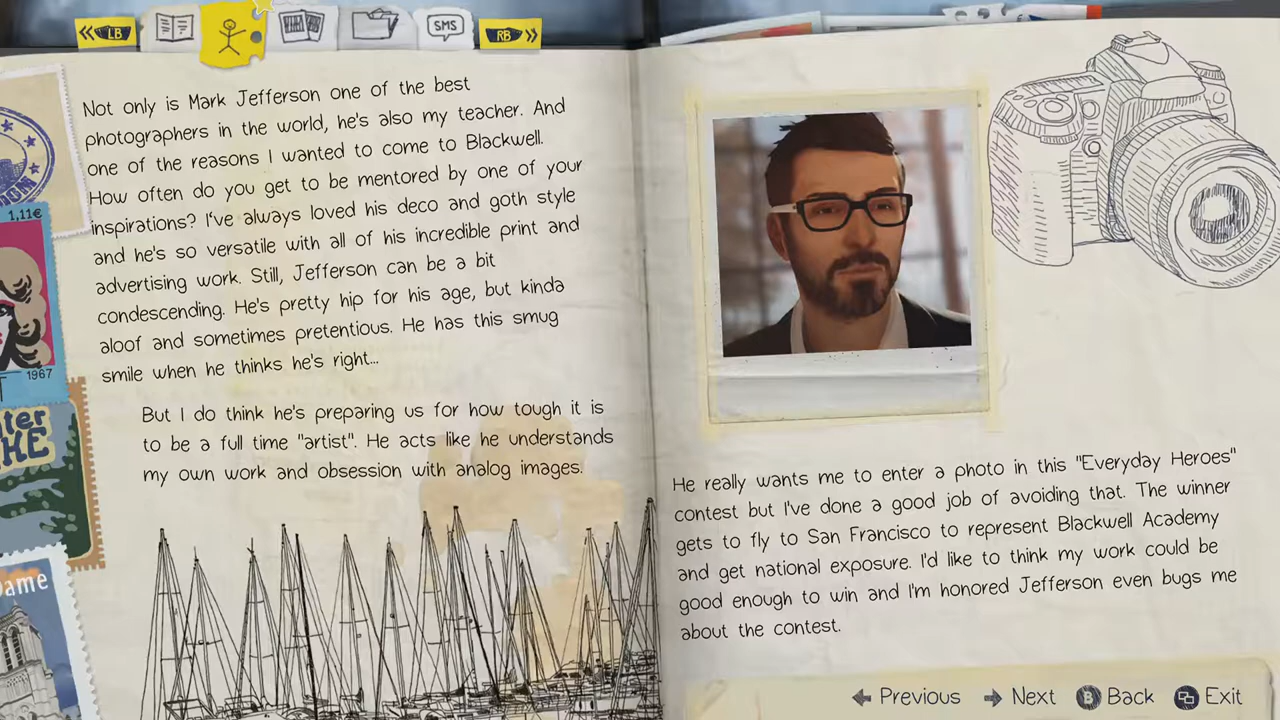 LB
SMS
RB
Not only is Mark Jefferson one of the best
photographers in the world, he's also my teacher. And
one of the reasons I wanted to come to Blackwell.
How often do you get to be mentored by one of your
inspirations? I've always loved his deco and goth style
and he's so versatile with all of his incredible print and
advertising work. Still, Jefferson can be a bit
condescending. He's pretty hip for his age, but kinda
aloof and sometimes pretentious. He has this smug
smile when he thinks he's right...
But I do think he's preparing us for how tough it is
to be a full time "artist". He acts like he understands
my own work and obsession with analog images.
1,11€
1967
He really wants me to enter a photo in this "Everyday Heroes"
contest but I've done a good job of avoiding that. The winner
gets to fly to San Francisco to represent Blackwell Academy
and get national exposure. I'd like to think my work could be
good enough to win and I'm honored Jefferson even bugs me
about the contest.
Previous
Next
B Back
Exit